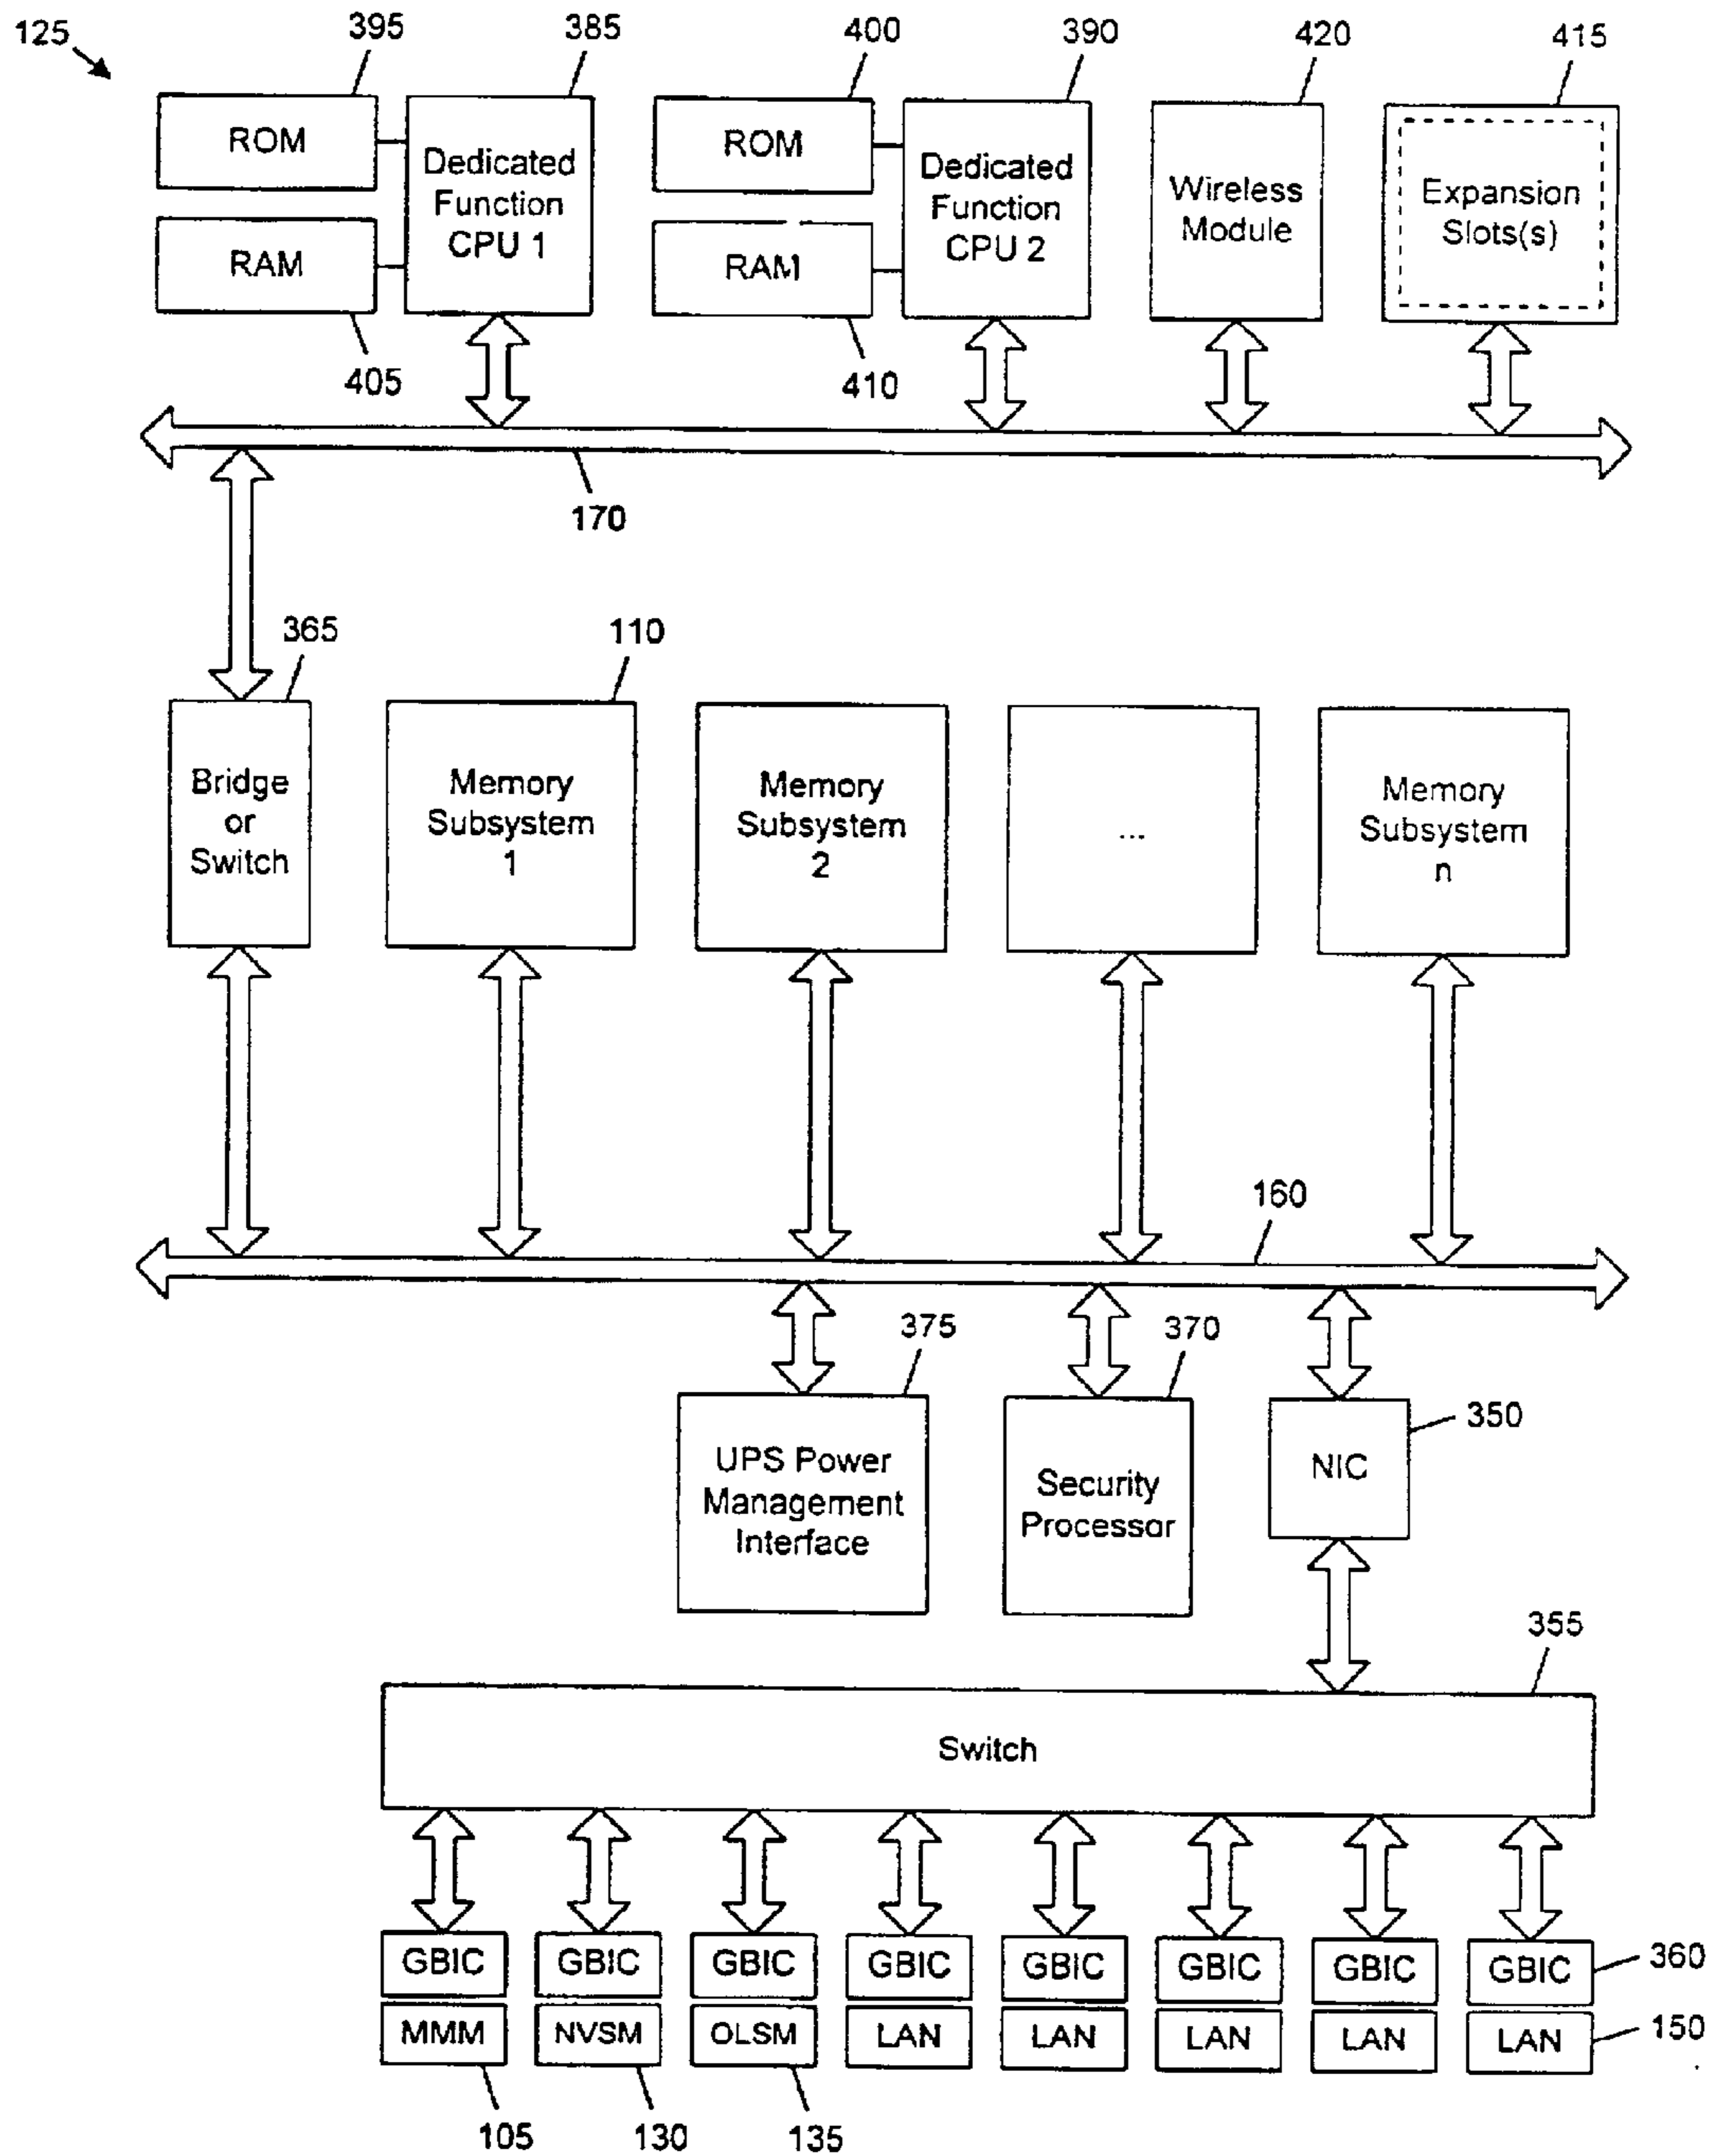 125
395
385
400
390
420
415
ROM
Dedicated
Function
CPU 1
RAM
ROM
Dedicated
Function
CPU 2
RAM
Wireless
Module
Expansion
Slots(s)
405
410
170
365
110
Bridge
or
Switch
Memory
Subsystem
1
Memory
Subsystem
2
...
Memory
Subsystem
n
160
375
370
350
UPS Power
Management
Interface
Security
Processor
NIC
355
Switch
GBIC
GBIC
GBIC
GBIC
GBIC
GBIC
GBIC
GBIC
360
MMM
NVSM
OLSM
LAN
LAN
LAN
LAN
LAN
150
105
130
135